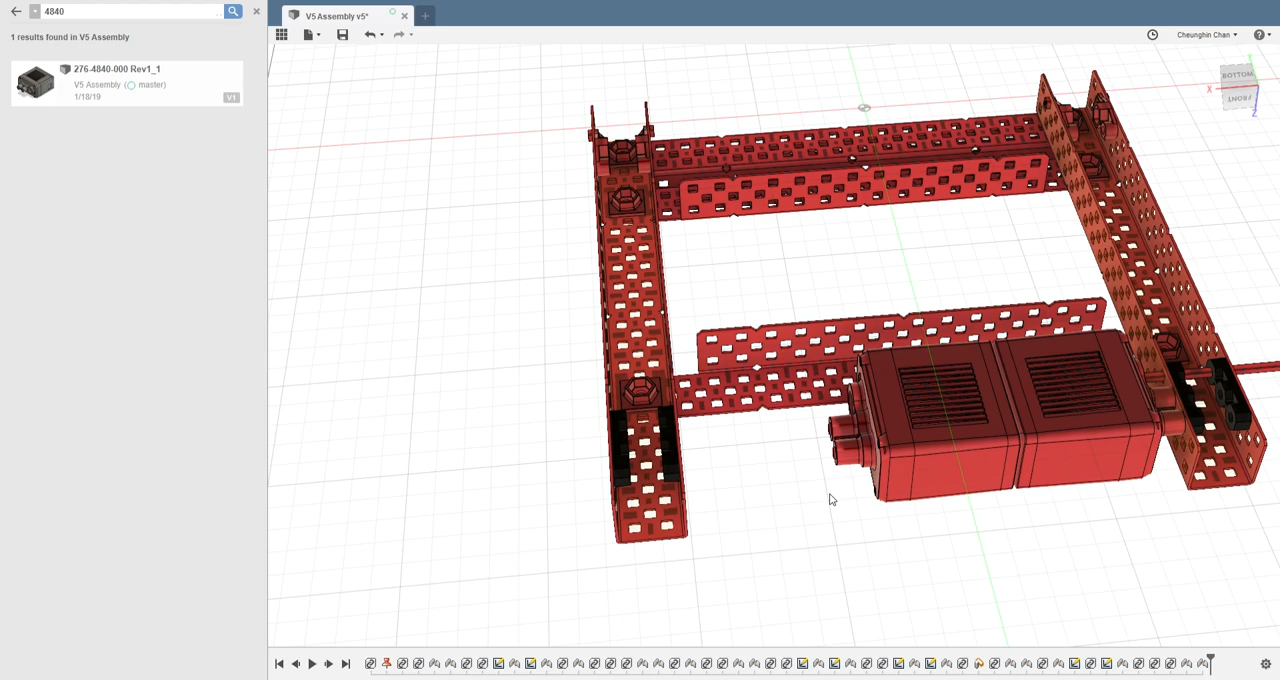 4840
1 results found in V5 Assembly
276-4840-000 Rev1_1
V5 Assembly (master)
1/18/19
V1
V5 Assembly v5*
Cheunghin Chan
BOTTOM
FRONT
X
Y
Z